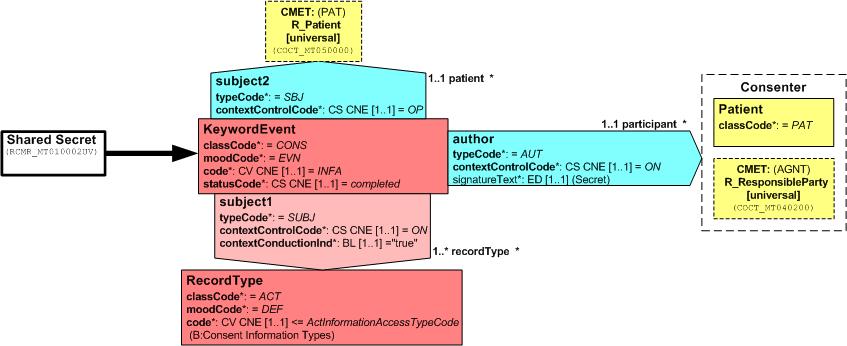 CMET: (PAT)
R_Patient
[universal]
(COCT_MT050000)
subject2
typeCode*: = SBJ
contextControlCode*: CS CNE [1..1] = OP
1..1 patient *
Shared Secret
(RCMR_MT010002UV)
KeywordEvent
classCode*: = CONS
moodCode*: = EVN
code*: CV CNE [1..1] = INFA
statusCode*: CS CNE [1..1] = completed
author
typeCode*: = AUT
contextControlCode*: CS CNE [1..1] = ON
signatureText*: ED [1..1] (Secret)
1..1 participant *
Consenter
Patient
classCode*: = PAT
CMET: (AGNT)
R_ResponsibleParty
[universal]
(COCT_MT040200)
subject1
typeCode*: = SUBJ
contextControlCode*: CS CNE [1..1] = ON
contextConductionInd*: BL [1..1] ="true"
1..* recordType *
RecordType
classCode*: = ACT
moodCode*: = DEF
code*: CV CNE [1..1] <= ActInformationAccessTypeCode
(B:Consent Information Types)